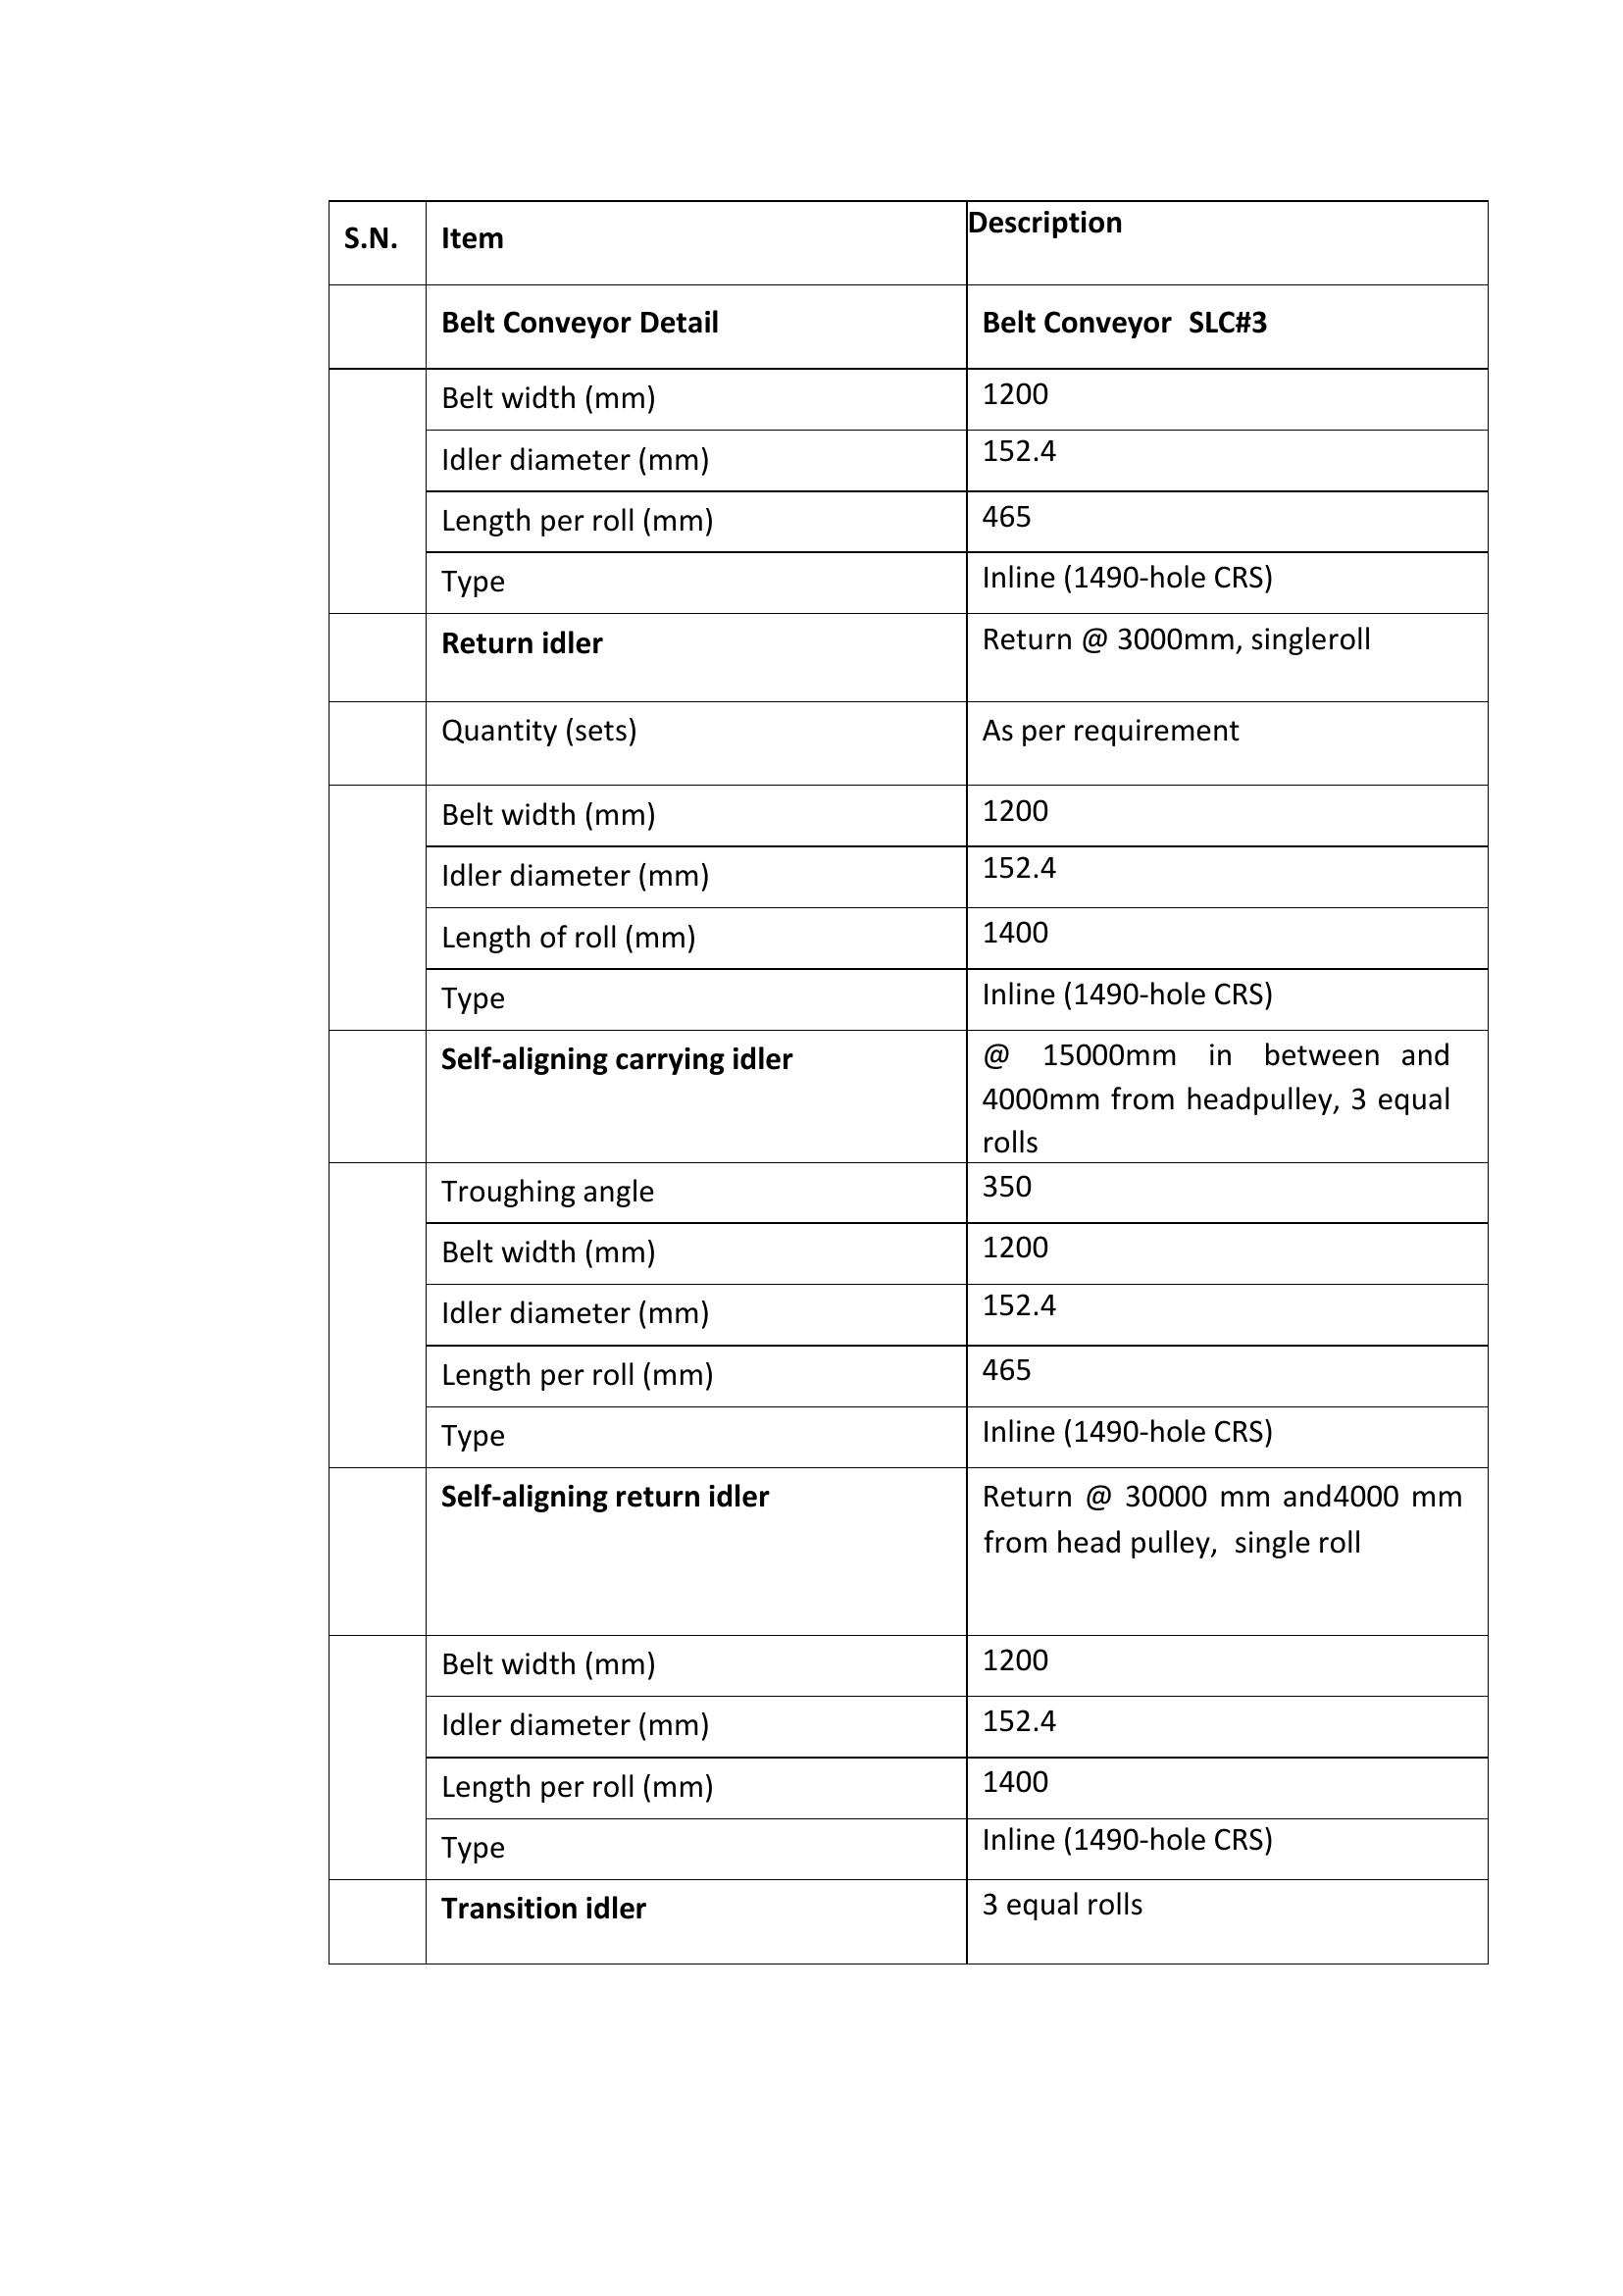 S.N. Item Description
Belt Conveyor Detail Belt Conveyor SLC#3
Belt width (mm) 1200
Idler diameter (mm) 152.4
Length per roll (mm) 465
Type Inline (1490-hole CRS)
Return idler Return @ 3000mm, singleroll
Quantity (sets) As per requirement
Belt width (mm) 1200
Idler diameter (mm) 152.4
Length of roll (mm) 1400
Type Inline (1490-hole CRS)
Self-aligning carrying idler @ 15000mm in between and
4000mm from headpulley, 3 equal
rolls
Troughing angle 350
Belt width (mm) 1200
Idler diameter (mm) 152.4
Length per roll (mm) 465
Type Inline (1490-hole CRS)
Self-aligning return idler Return @ 30000 mm and4000 mm
from head pulley, single roll
Belt width (mm) 1200
Idler diameter (mm) 152.4
Length per roll (mm) 1400
Type Inline (1490-hole CRS)
Transition idler 3 equal rolls